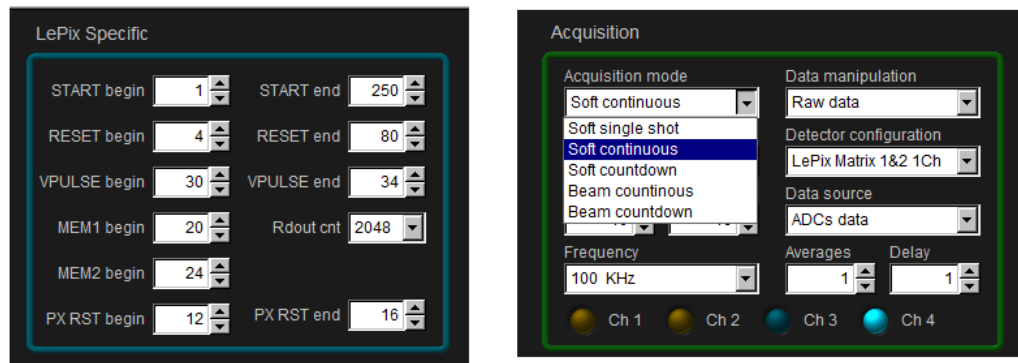 LePix Specific
START begin 1 START end 250
RESET begin 4 RESET end 80
VPULSE begin 30 VPULSE end 34
MEM1 begin 20 Rdout cnt 2048
MEM2 begin 24
PX RST begin 12 PX RST end 16
Acquisition
Acquisition mode Data manipulation
Soft continuous Raw data
Soft single shot
Soft continuous
Soft countdown
Beam countinous
Beam countdown
Detector configuration
LePix Matrix 1&2 1Ch
Data source
ADCs data
Frequency Averages Delay
100 KHz 1 1
Ch 1 Ch 2 Ch 3 Ch 4